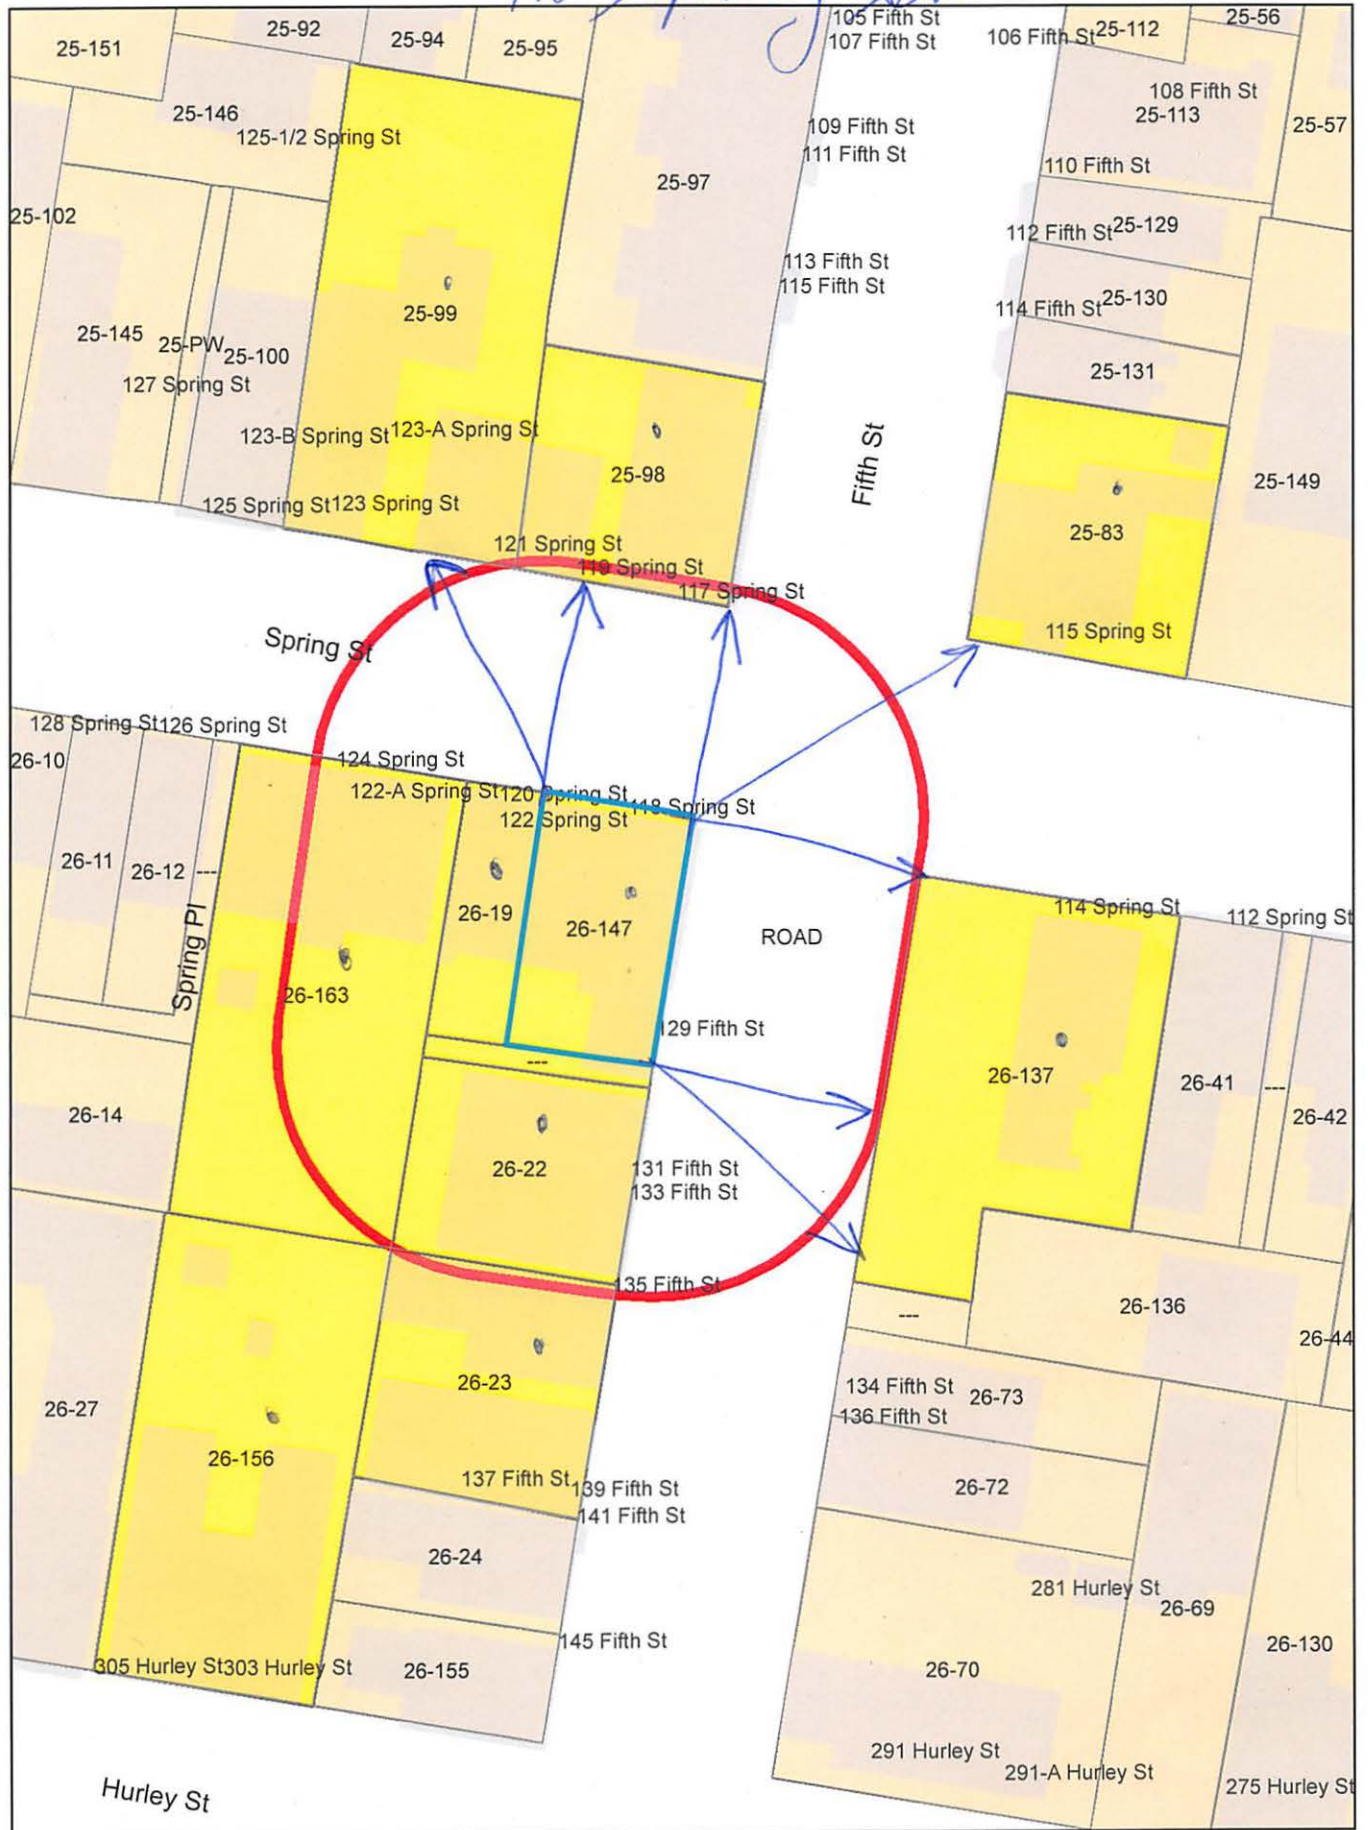 105 Fifth St
25-56
25-92
25-94
25-95
25-151
107 Fifth St
106 Fifth St
25-112
108 Fifth St
25-146
25-113
25-57
125-1/2 Spring St
109 Fifth St
111 Fifth St
110 Fifth St
25-97
25-102
112 Fifth St
25-129
113 Fifth St
115 Fifth St
25-99
114 Fifth St
25-130
25-145
25-PW
25-100
25-131
127 Spring St
123-B Spring St
123-A Spring St
Fifth St
25-98
25-149
125 Spring St
123 Spring St
25-83
121 Spring St
119 Spring St
117 Spring St
115 Spring St
Spring St
128 Spring St
126 Spring St
26-10
124 Spring St
122-A Spring St
120 Spring St
118 Spring St
122 Spring St
26-11
26-12
---
26-19
26-147
ROAD
114 Spring St
112 Spring St
Spring Pl
26-163
129 Fifth St
---
26-137
26-41
---
26-42
26-14
26-22
131 Fifth St
133 Fifth St
135 Fifth St
---
26-136
26-44
26-23
134 Fifth St
26-73
136 Fifth St
26-27
26-156
137 Fifth St
139 Fifth St
26-72
141 Fifth St
26-24
281 Hurley St
26-69
145 Fifth St
26-130
305 Hurley St
303 Hurley St
26-155
26-70
291 Hurley St
291-A Hurley St
275 Hurley St
Hurley St